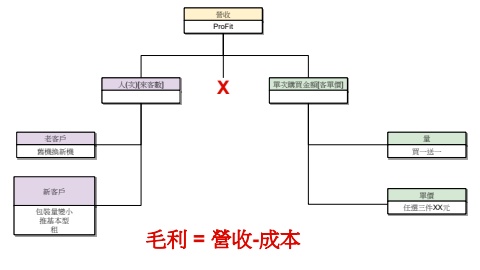 營收
ProFit
人(次)[來客數]
X
單次購買金額[客單價]
老客戶
舊機換新機
量
買一送一
新客戶
包裝量變小
推基本型
租
單價
任選三件XX元
毛利 = 營收-成本